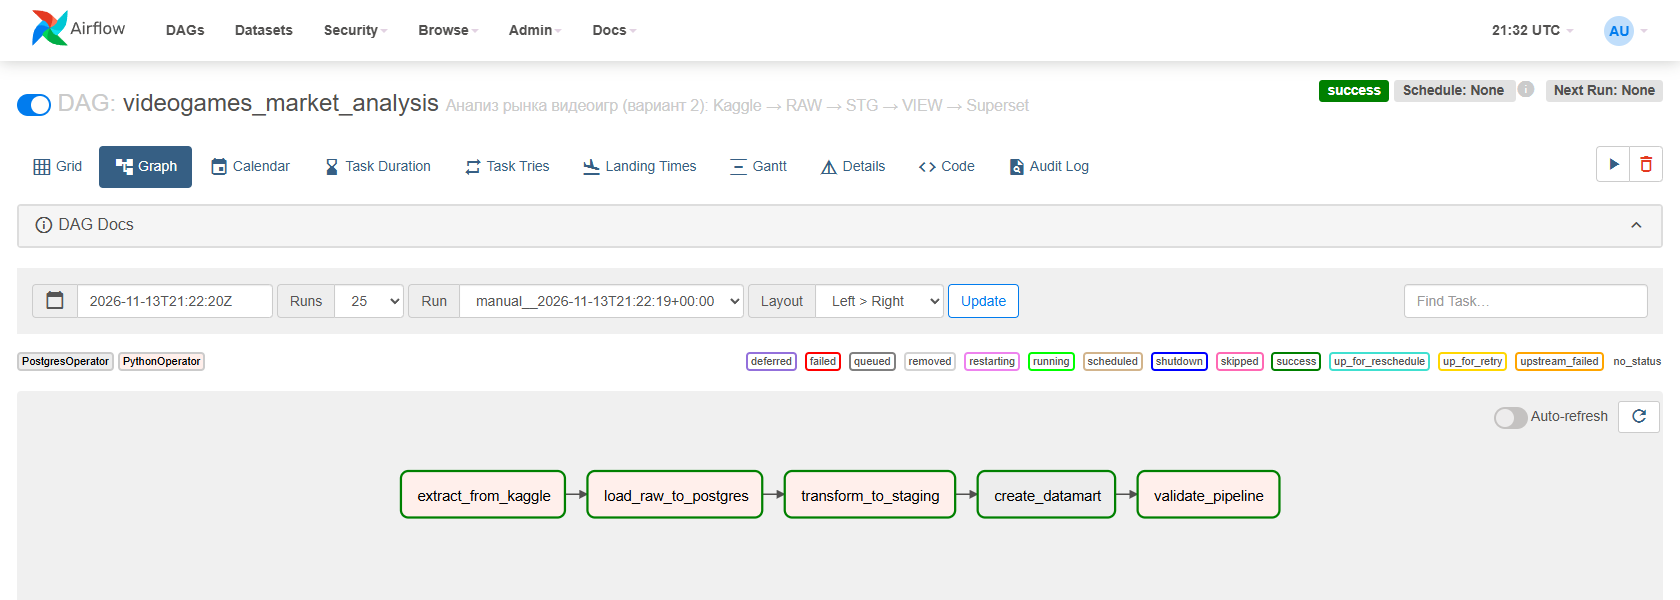 Airflow DAGs Datasets Security Browse Admin Docs 21:32 UTC AU
DAG: videogames_market_analysis Анализ рынка видеоигр (вариант 2): Kaggle → RAW → STG → VIEW → Superset success Schedule: None i Next Run: None
Grid Graph Calendar Task Duration Task Tries Landing Times Gantt Details Code Audit Log
DAG Docs
2026-11-13T21:22:20Z Runs 25 Run manual__2026-11-13T21:22:19+00:00 Layout Left > Right Update Find Task...
PostgresOperator PythonOperator deferred failed queued removed restarting running scheduled shutdown skipped success up_for_reschedule up_for_retry upstream_failed no_status
Auto-refresh
extract_from_kaggle load_raw_to_postgres transform_to_staging create_datamart validate_pipeline